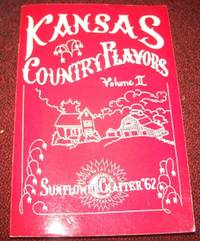 KANSAS
COUNTRY FLAVORS
Volume II
SUNFLOWER CHAPTER #62